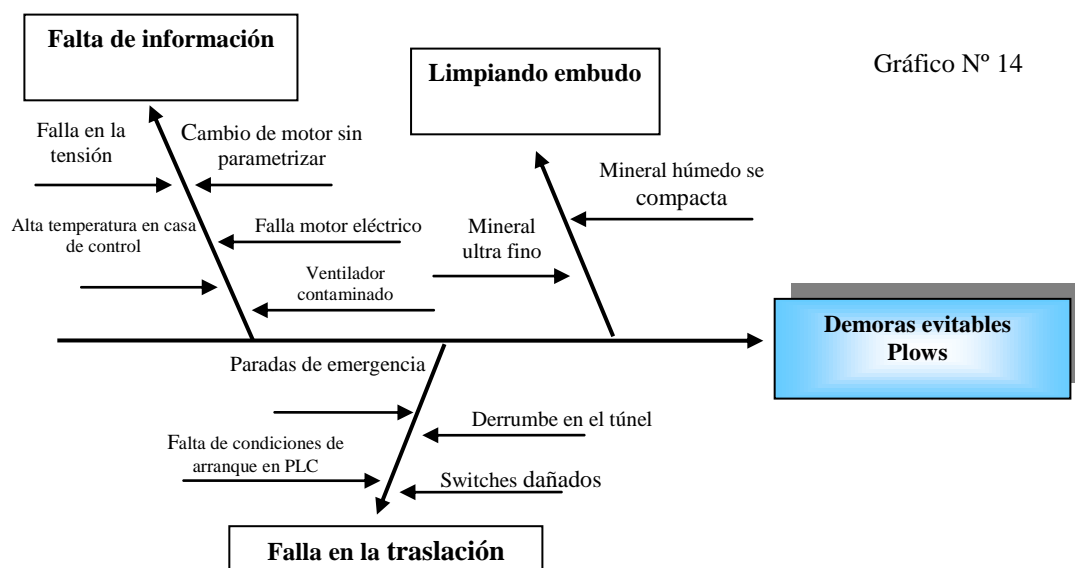 Falta de información
Limpiando embudo
Gráfico Nº 14
Falla en la
tensión
Cambio de motor sin
parametrizar
Mineral húmedo se
compacta
Alta temperatura en casa
de control
Falla motor eléctrico
Mineral
ultra fino
Ventilador
contaminado
Demoras evitables
Plows
Paradas de emergencia
Derrumbe en el túnel
Falta de condiciones de
arranque en PLC
Switches dañados
Falla en la traslación